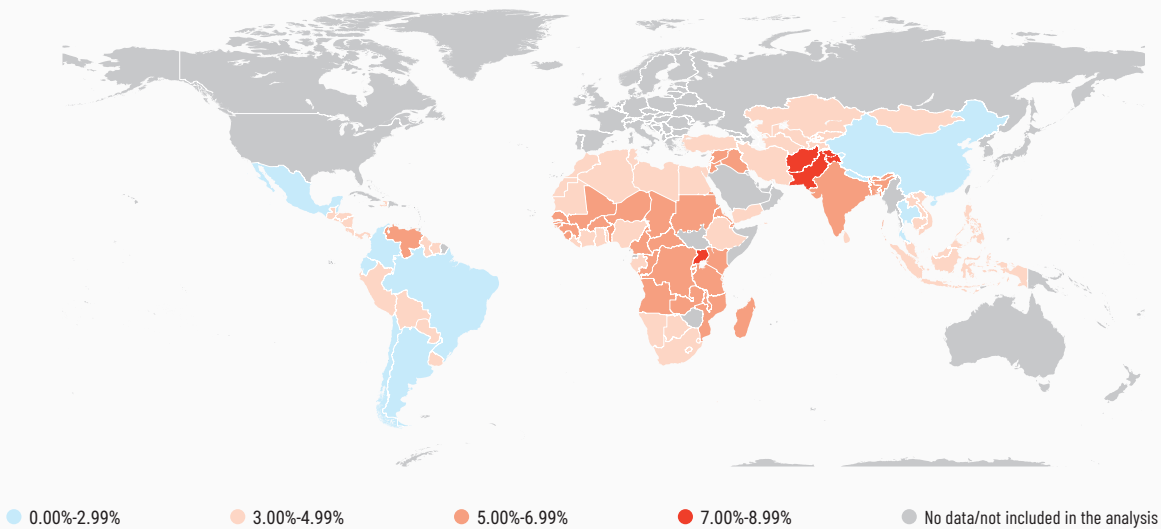 0.00%-2.99%
3.00%-4.99%
5.00%-6.99%
7.00%-8.99%
No data/not included in the analysis